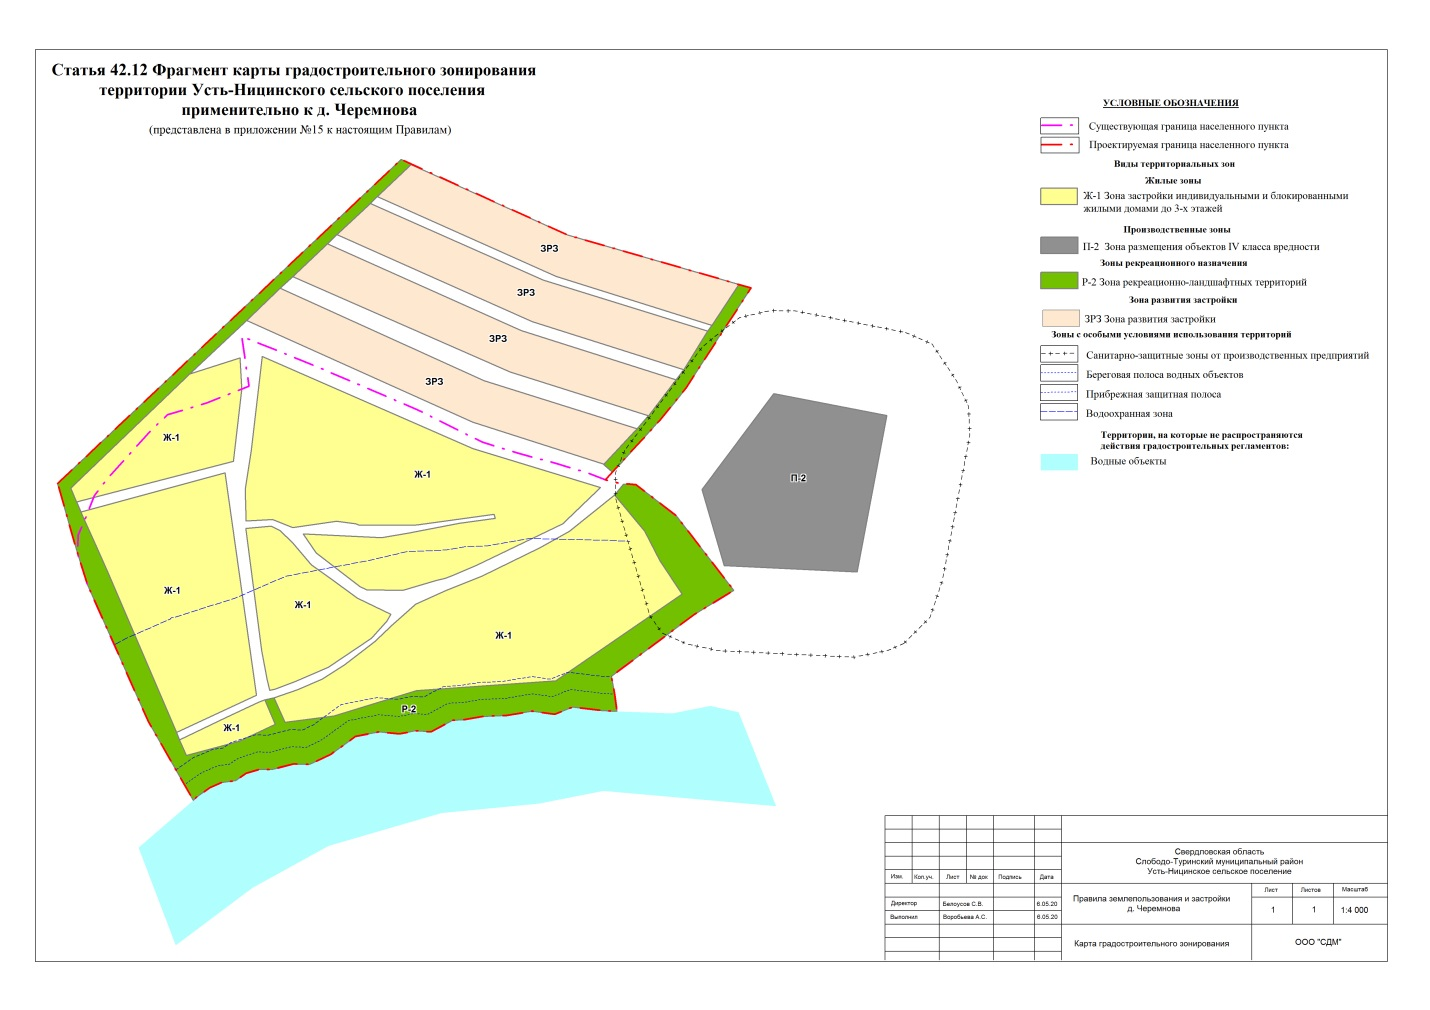 Статья 42.12 Фрагмент карты градостроительного зонирования
территории Усть-Ницинского сельского поселения
применительно к д. Черемнова
(представлена в приложении №15 к настоящим Правилам)
УСЛОВНЫЕ ОБОЗНАЧЕНИЯ
Существующая граница населенного пункта
Проектируемая граница населенного пункта
Виды территориальных зон
Жилые зоны
Ж-1 Зона застройки индивидуальными и блокированными
жилыми домами до 3-х этажей
Производственные зоны
П-2 Зона размещения объектов IV класса вредности
Зоны рекреационного назначения
Р-2 Зона рекреационно-ландшафтных территорий
Зона развития застройки
ЗРЗ Зона развития застройки
Зоны с особыми условиями использования территорий
Санитарно-защитные зоны от производственных предприятий
Береговая полоса водных объектов
Прибрежная защитная полоса
Водоохранная зона
Территории, на которые не распространяются
действия градостроительных регламентов:
Водные объекты
ЗРЗ
ЗРЗ
ЗРЗ
ЗРЗ
Ж-1
Ж-1
П-2
Ж-1
Ж-1
Ж-1
Р-2
Ж-1
Свердловская область
Слободо-Туринский муниципальный район
Усть-Ницинское сельское поселение
Изм. Кол.уч. Лист № док Подпись Дата
Директор Белоусов С.В. 6.05.20
Выполнил Воробьева А.С. 6.05.20
Правила землепользования и застройки
д. Черемнова
Лист Листов Масштаб
1 1 1:4 000
Карта градостроительного зонирования
ООО "СДМ"